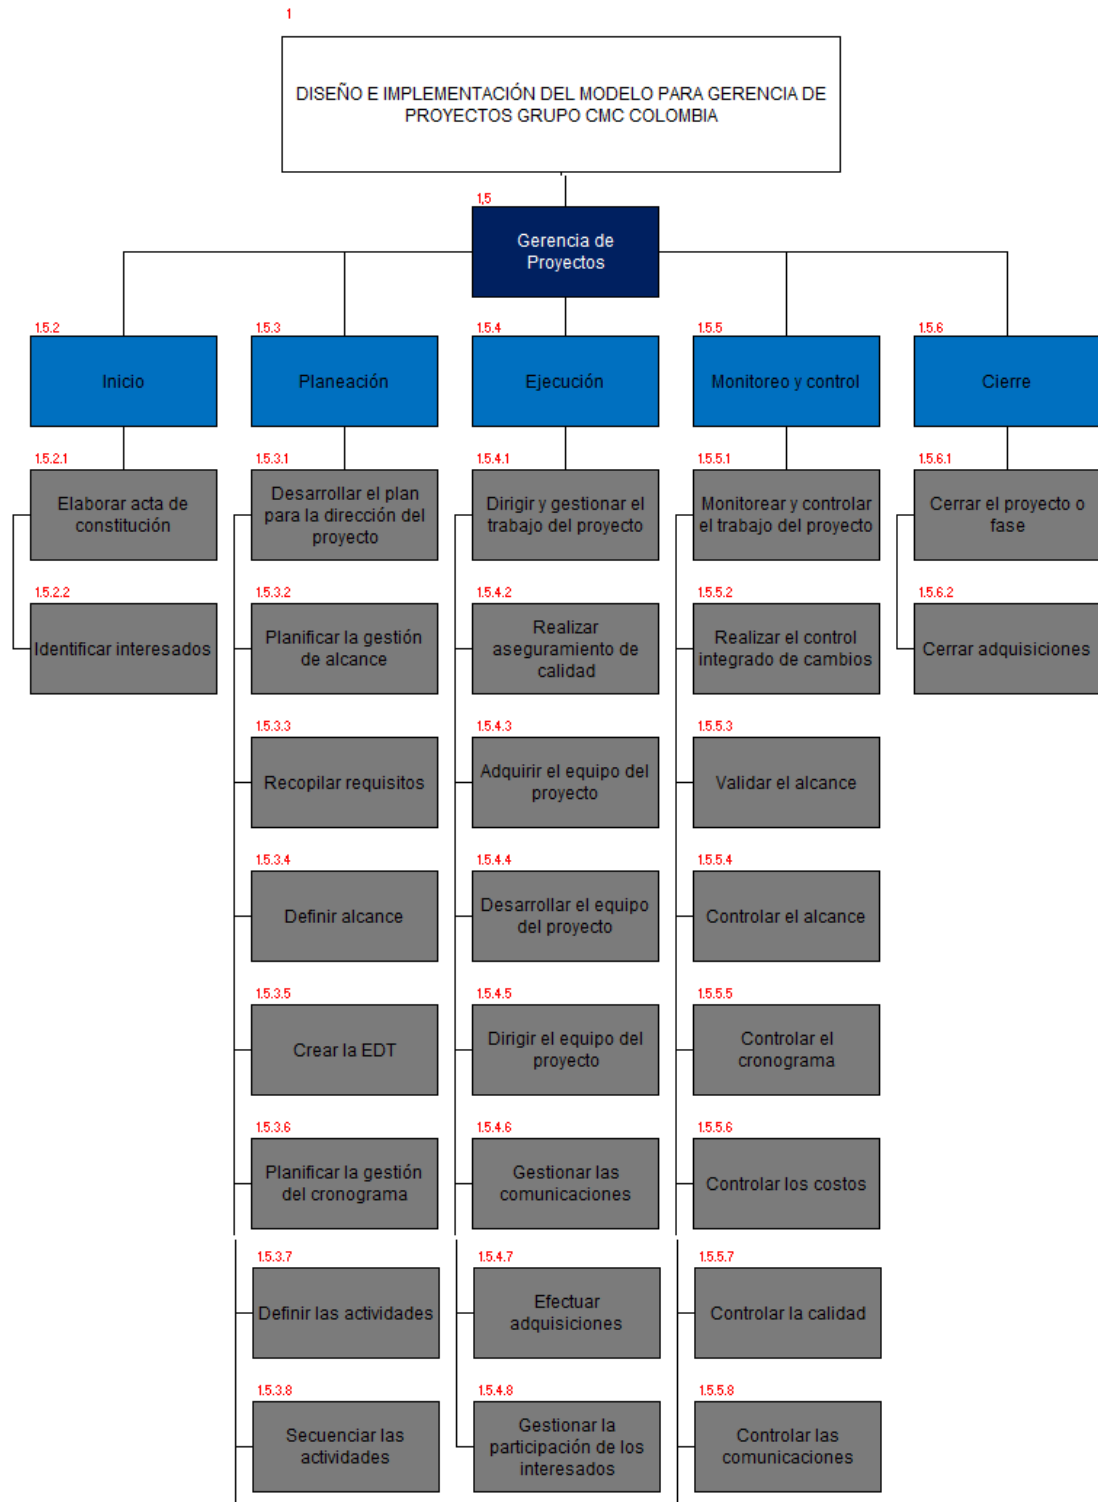 1
DISEÑO E IMPLEMENTACIÓN DEL MODELO PARA GERENCIA DE
PROYECTOS GRUPO CMC COLOMBIA
1,5
Gerencia de
Proyectos
1.5.2
Inicio
1.5.3
Planeación
1.5.4
Ejecución
1.5.5
Monitoreo y control
1.5.6
Cierre
1.5.2.1
Elaborar acta de
constitución
1.5.3.1
Desarrollar el plan
para la dirección del
proyecto
1.5.4.1
Dirigir y gestionar el
trabajo del proyecto
1.5.5.1
Monitorear y controlar
el trabajo del proyecto
1.5.6.1
Cerrar el proyecto o
fase
1.5.2.2
Identificar interesados
1.5.3.2
Planificar la gestión
de alcance
1.5.4.2
Realizar
aseguramiento de
calidad
1.5.5.2
Realizar el control
integrado de cambios
1.5.6.2
Cerrar adquisiciones
1.5.3.3
Recopilar requisitos
1.5.4.3
Adquirir el equipo del
proyecto
1.5.5.3
Validar el alcance
1.5.3.4
Definir alcance
1.5.4.4
Desarrollar el equipo
del proyecto
1.5.5.4
Controlar el alcance
1.5.3.5
Crear la EDT
1.5.4.5
Dirigir el equipo del
proyecto
1.5.5.5
Controlar el
cronograma
1.5.3.6
Planificar la gestión
del cronograma
1.5.4.6
Gestionar las
comunicaciones
1.5.5.6
Controlar los costos
1.5.3.7
Definir las actividades
1.5.4.7
Efectuar
adquisiciones
1.5.5.7
Controlar la calidad
1.5.3.8
Secuenciar las
actividades
1.5.4.8
Gestionar la
participación de los
interesados
1.5.5.8
Controlar las
comunicaciones